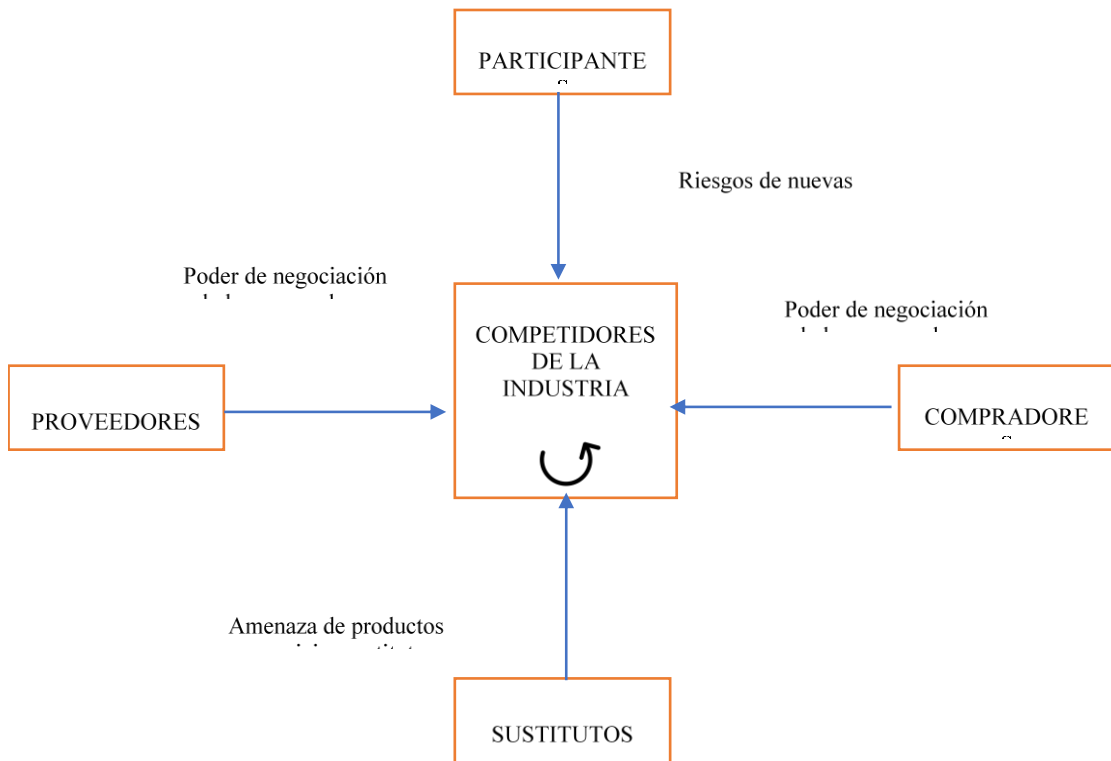 PARTICIPANTE
Riesgos de nuevas
Poder de negociación
Poder de negociación
COMPETIDORES
DE LA
INDUSTRIA
PROVEEDORES
COMPRADORE
Amenaza de productos
SUSTITUTOS